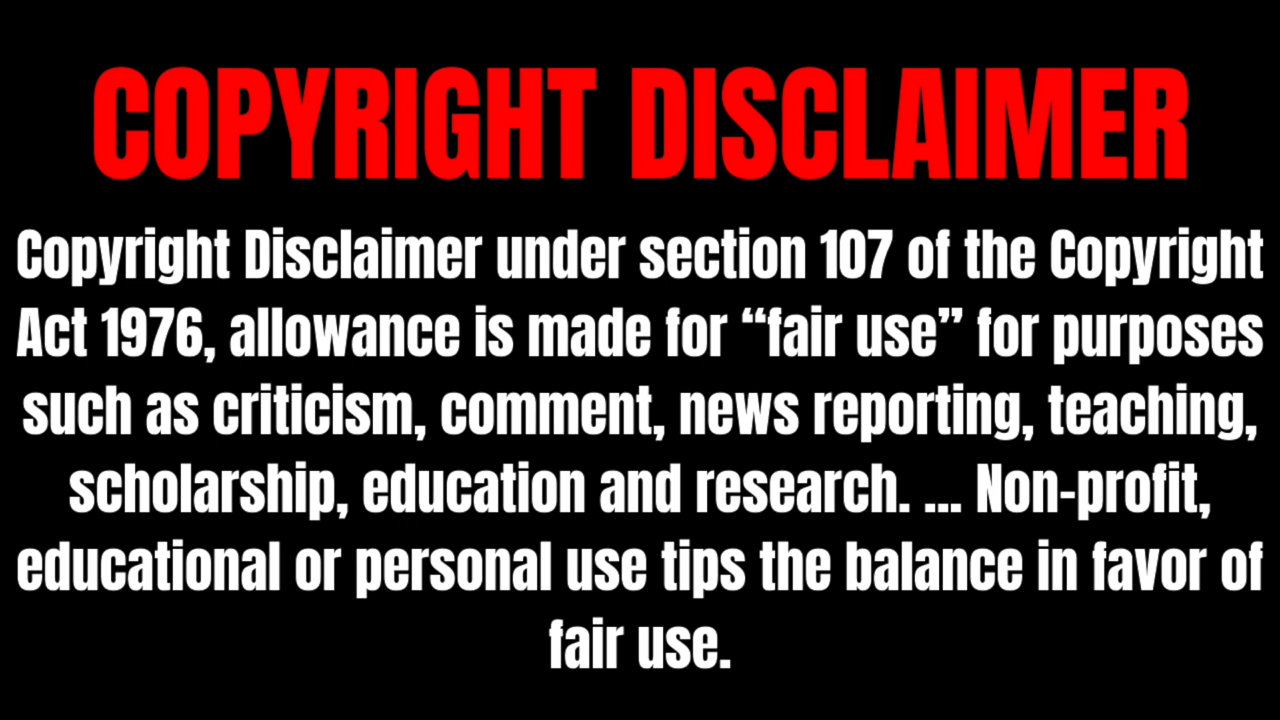 COPYRIGHT DISCLAIMER
Copyright Disclaimer under section 107 of the Copyright
Act 1976, allowance is made for “fair use” for purposes
such as criticism, comment, news reporting, teaching,
scholarship, education and research. ... Non-profit,
educational or personal use tips the balance in favor of
fair use.